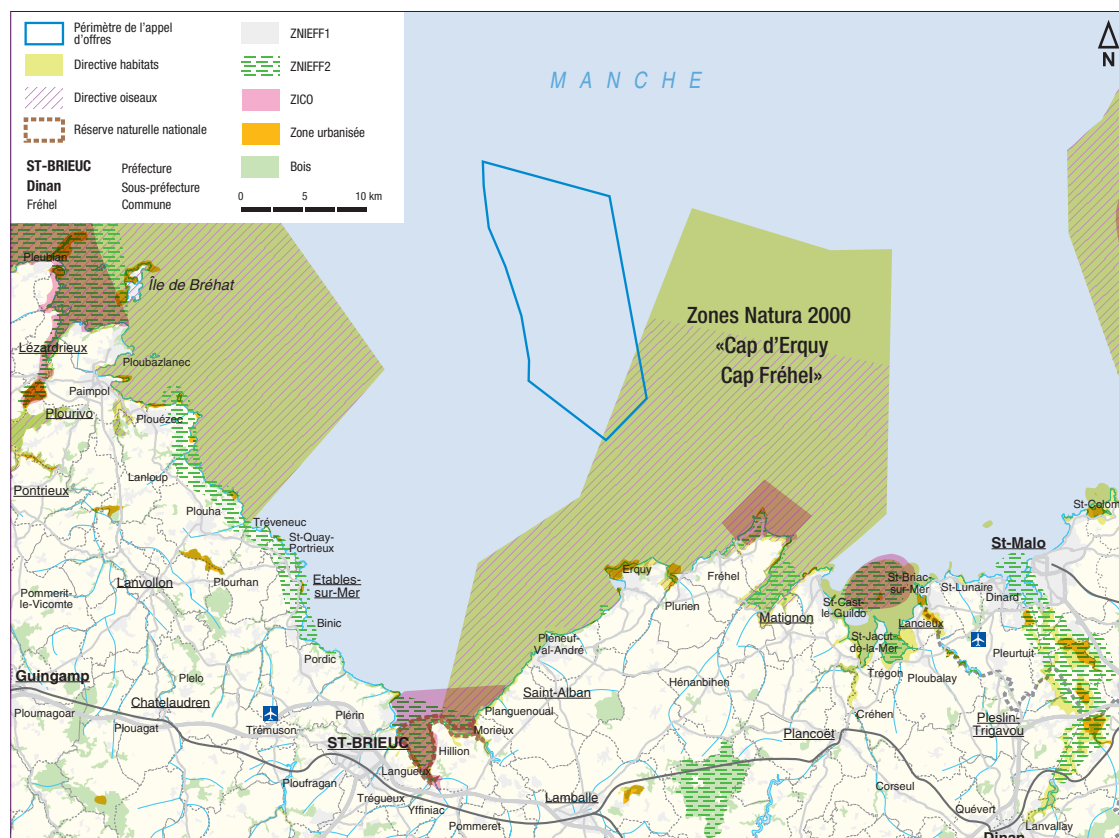 Périmètre de l'appel
d'offres
Directive habitats
Directive oiseaux
Réserve naturelle nationale
ST-BRIEUC Préfecture
Dinan Sous-préfecture
Fréhel Commune
ZNIEFF1
ZNIEFF2
ZICO
Zone urbanisée
Bois
0 5 10 km
MANCHE
N
Zones Natura 2000
«Cap d'Erquy
Cap Fréhel»
Pleubian
Île de Bréhat
Lézardrieux
Ploubazlanec
Paimpol
Plourivo
Plouézec
Lanloup
Pontrieux
Plouha
Tréveneuc
St-Quay-
Portrieux
Lanvollon
Plourhan
Etables-
sur-Mer
Pommerit-
le-Vicomte
Binic
Pordic
Guingamp
Plelo
Chatelaudren
Ploumagoar
Plouagat
Trémuson
Plérin
ST-BRIEUC
Ploufragan
Langueux
Trégueux
Yffiniac
Hillion
Morieux
Planguenoual
Pommeret
Lamballe
Saint-Alban
Pléneuf-
Val-André
Erquy
Plurien
Fréhel
Matignon
Hénanbihen
St-Cast-
le-Guildo
St-Jacut-
de-la-Mer
St-Briac-
sur-Mer
Lancieux
St-Lunaire
Dinard
St-Malo
St-Colom
Pleurtuit
Trégon
Ploubalay
Créhen
Plancoët
Pleslin-
Trigavou
Corseul
Quévert
Lanvallay
Dinan